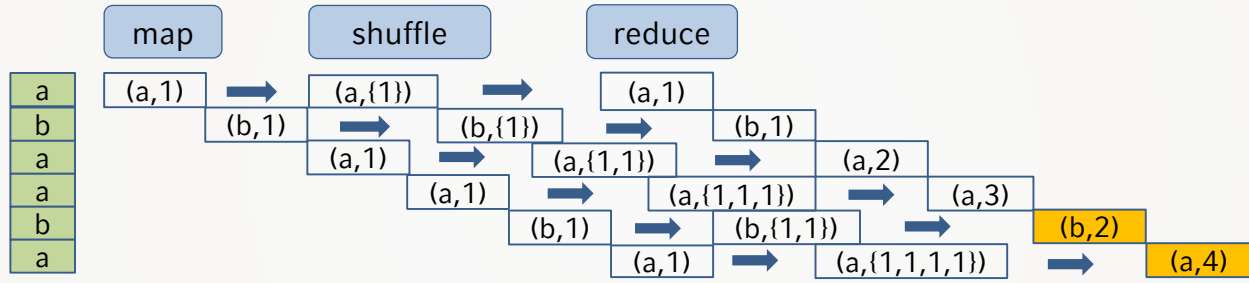 map shuffle reduce
a (a,1) (a,{1}) (a,1)
b (b,1) (b,{1}) (b,1)
a (a,1) (a,{1,1}) (a,2)
a (a,1) (a,{1,1,1}) (a,3)
b (b,1) (b,{1,1}) (b,2)
a (a,1) (a,{1,1,1,1}) (a,4)